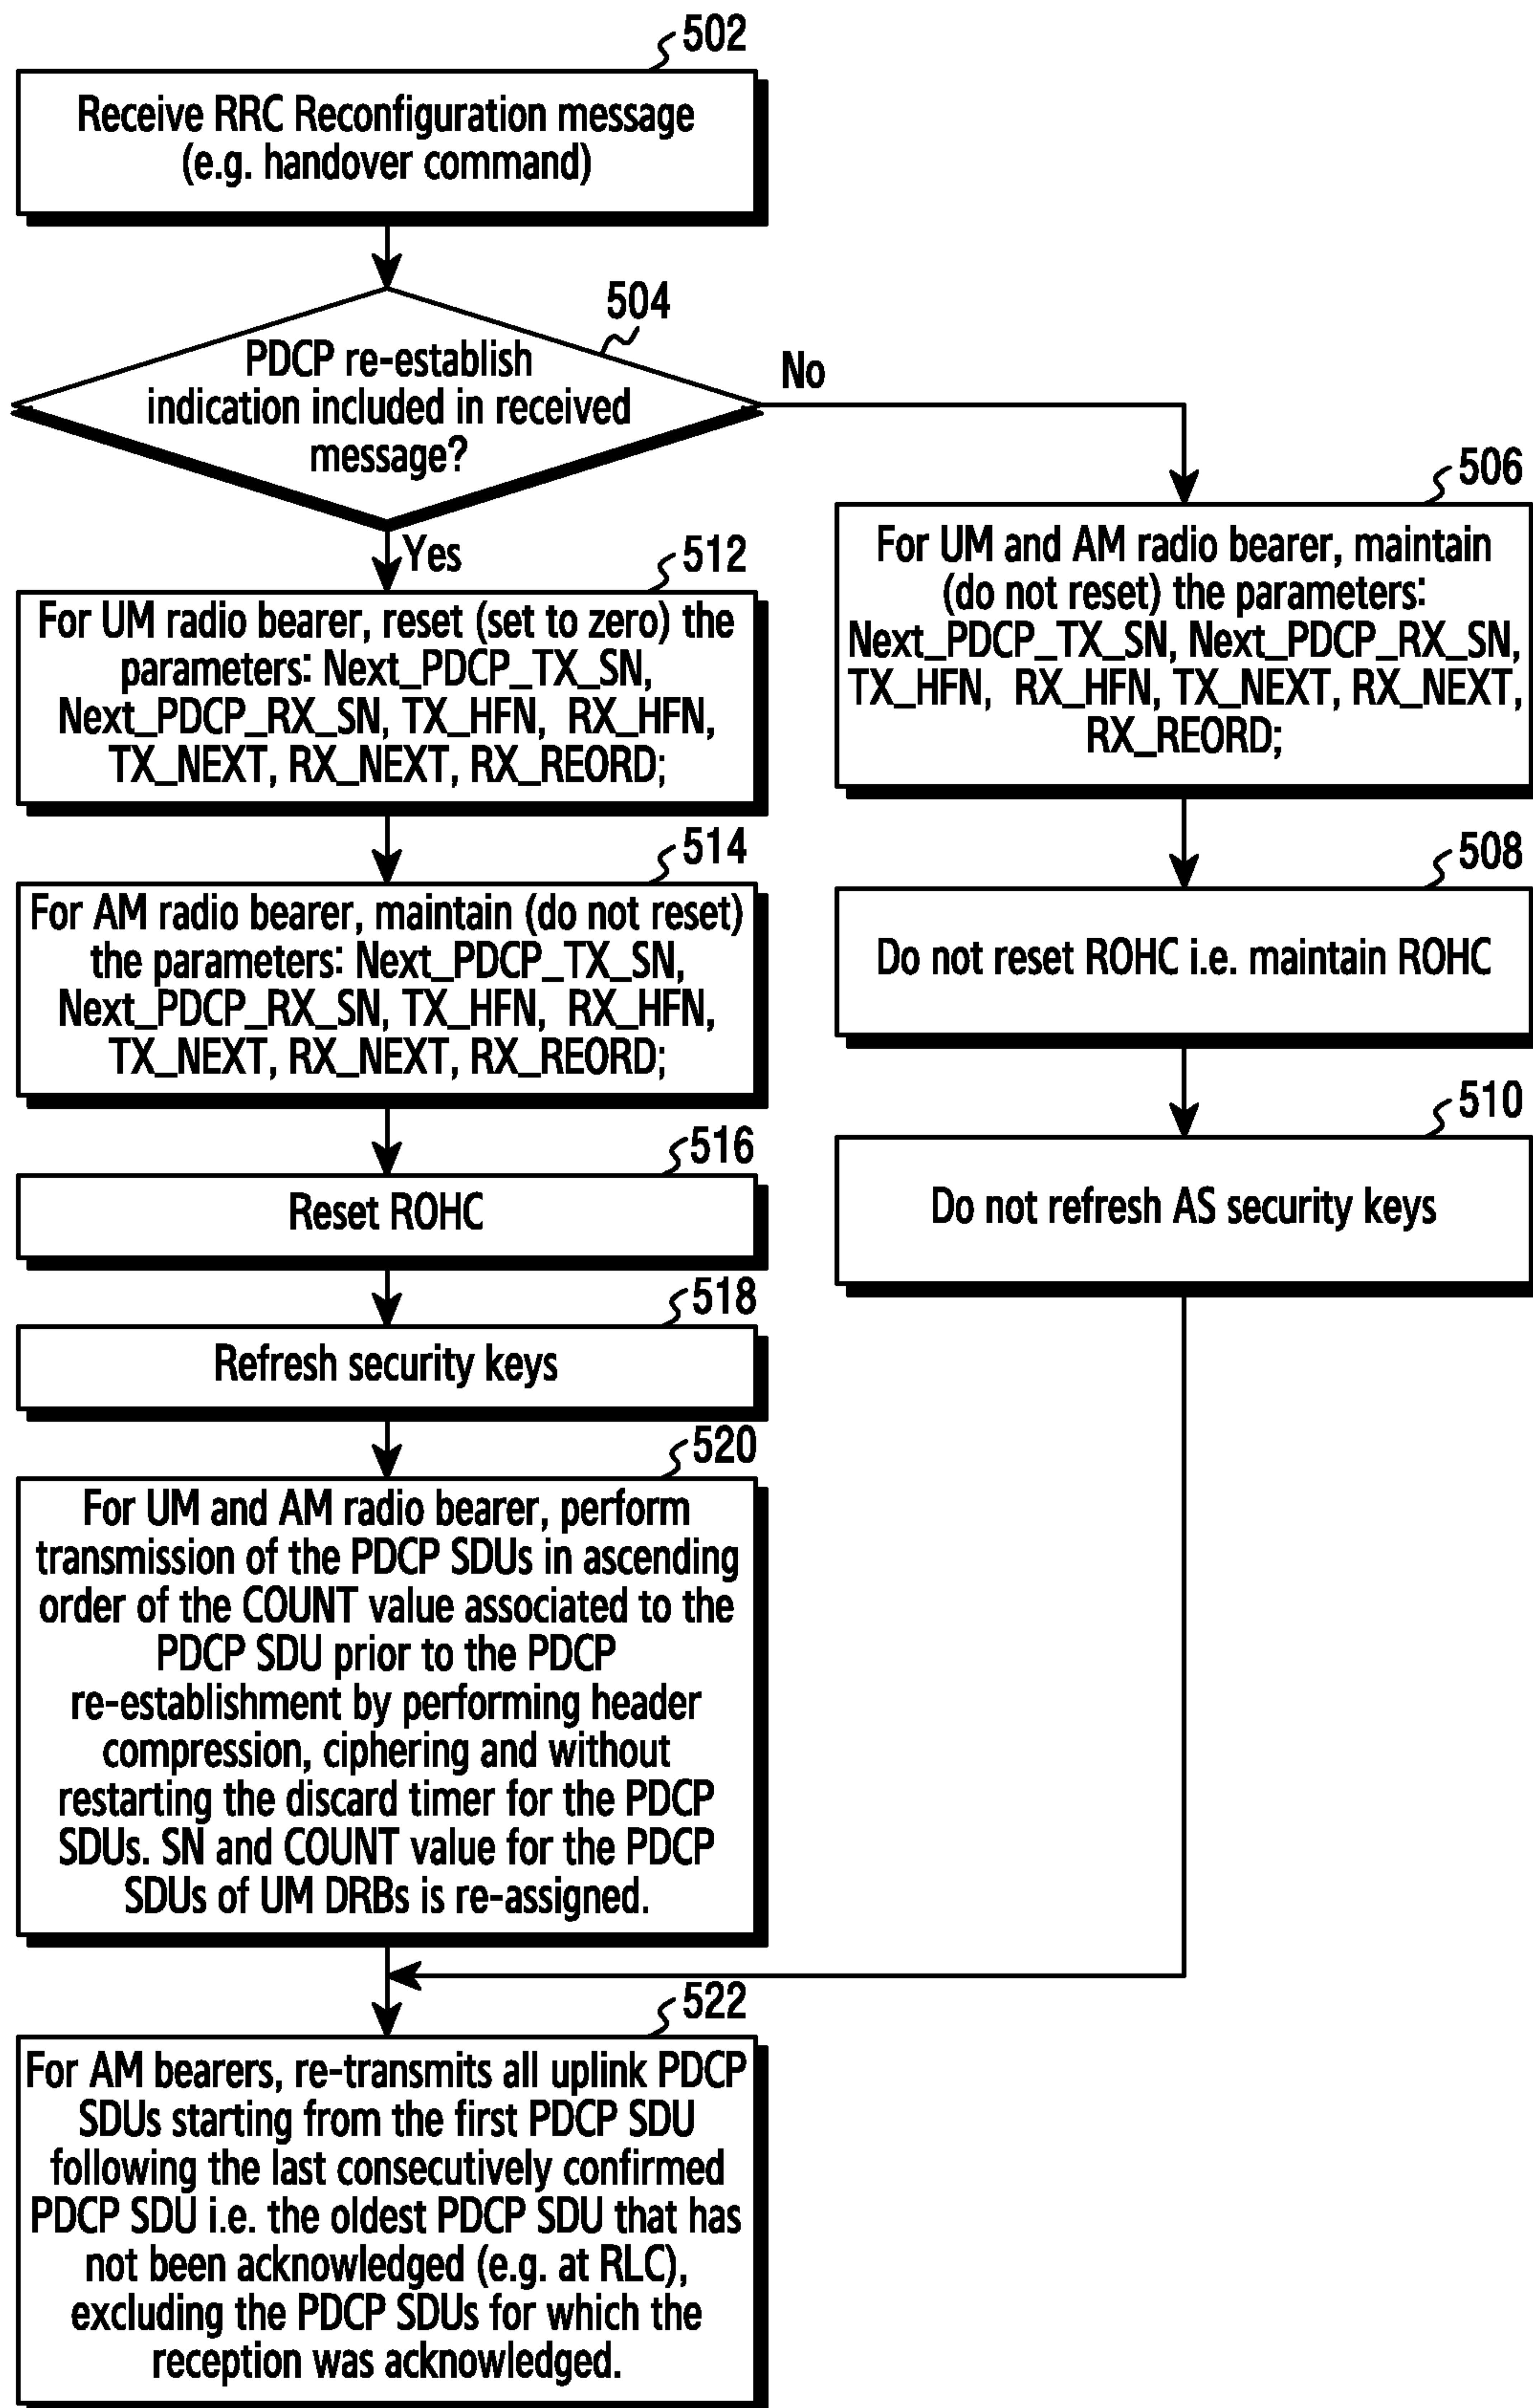 502
Receive RRC Reconfiguration message
(e.g. handover command)
504
PDCP re-establish
indication included in received
message?
No
Yes
506
For UM and AM radio bearer, maintain
(do not reset) the parameters:
Next_PDCP_TX_SN, Next_PDCP_RX_SN,
TX_HFN, RX_HFN, TX_NEXT, RX_NEXT,
RX_REORD;
508
Do not reset ROHC i.e. maintain ROHC
510
Do not refresh AS security keys
512
For UM radio bearer, reset (set to zero) the
parameters: Next_PDCP_TX_SN,
Next_PDCP_RX_SN, TX_HFN, RX_HFN,
TX_NEXT, RX_NEXT, RX_REORD;
514
For AM radio bearer, maintain (do not reset)
the parameters: Next_PDCP_TX_SN,
Next_PDCP_RX_SN, TX_HFN, RX_HFN,
TX_NEXT, RX_NEXT, RX_REORD;
516
Reset ROHC
518
Refresh security keys
520
For UM and AM radio bearer, perform
transmission of the PDCP SDUs in ascending
order of the COUNT value associated to the
PDCP SDU prior to the PDCP
re-establishment by performing header
compression, ciphering and without
restarting the discard timer for the PDCP
SDUs. SN and COUNT value for the PDCP
SDUs of UM DRBs is re-assigned.
522
For AM bearers, re-transmits all uplink PDCP
SDUs starting from the first PDCP SDU
following the last consecutively confirmed
PDCP SDU i.e. the oldest PDCP SDU that has
not been acknowledged (e.g. at RLC),
excluding the PDCP SDUs for which the
reception was acknowledged.